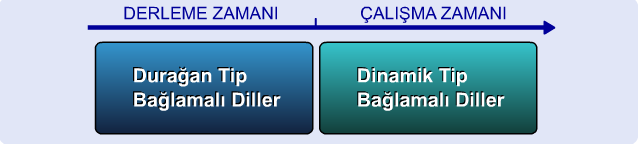 DERLEME ZAMANI
ÇALIŞMA ZAMANI
Durağan Tip
Bağlamalı Diller
Dinamik Tip
Bağlamalı Diller